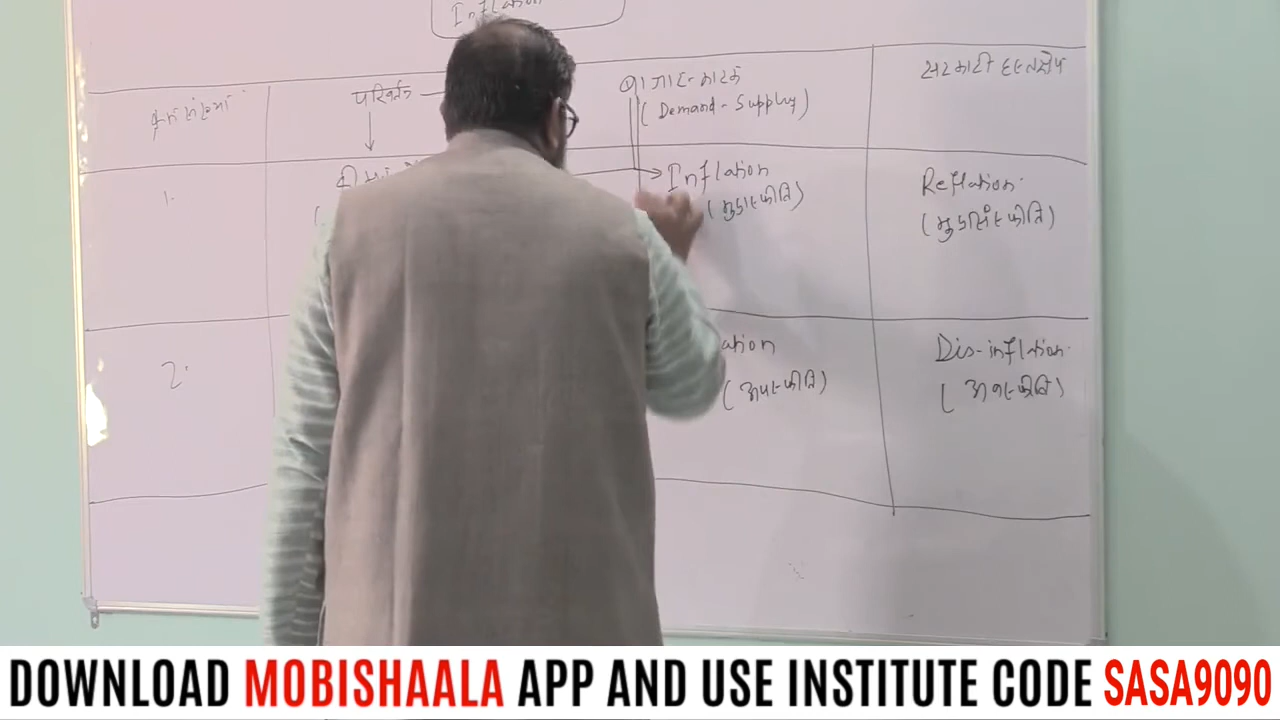 Inflation
क्रम संख्या
परिवर्तन
बाजार कारक
(Demand - Supply)
सरकारी हस्तक्षेप
1.
Inflation
(मुद्रास्फीति)
Reflation
(मुद्रासंस्फीति)
2.
ation
(अपस्फीति)
Dis-inflation
(अवस्फीति)
DOWNLOAD MOBISHAALA APP AND USE INSTITUTE CODE SASA9090